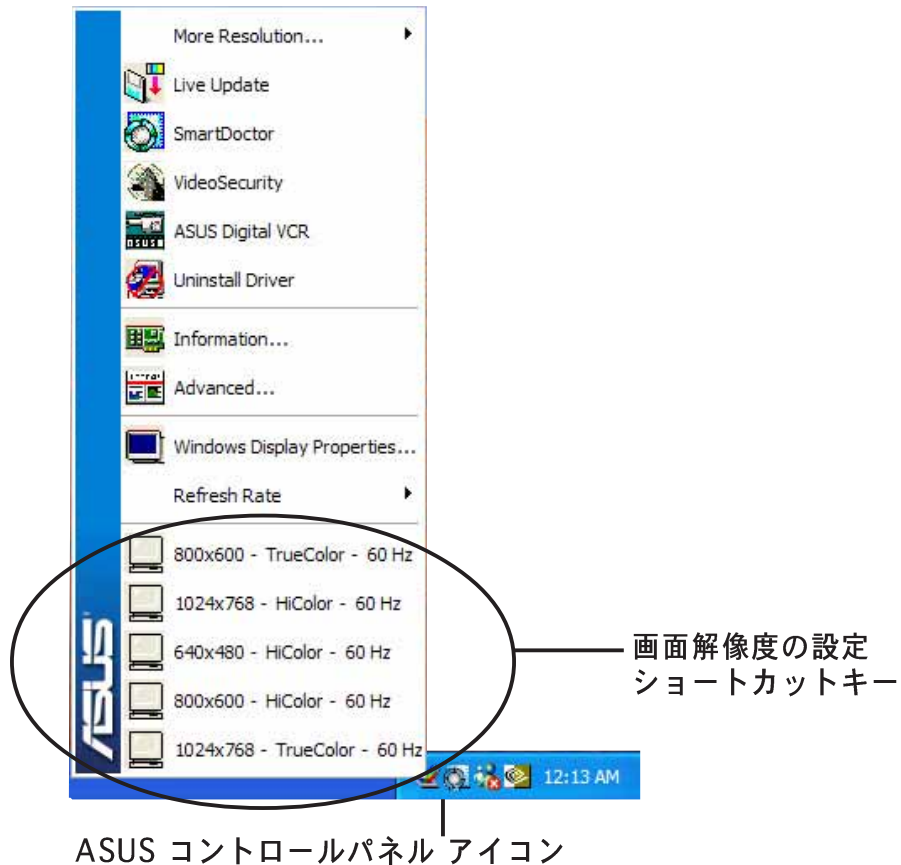 More Resolution...
Live Update
SmartDoctor
VideoSecurity
ASUS Digital VCR
Uninstall Driver
Information...
Advanced...
Windows Display Properties...
Refresh Rate
800x600 - TrueColor - 60 Hz
1024x768 - HiColor - 60 Hz
640x480 - HiColor - 60 Hz
800x600 - HiColor - 60 Hz
1024x768 - TrueColor - 60 Hz
ASUS
画面解像度の設定
ショートカットキー
12:13 AM
ASUS コントロールパネル アイコン